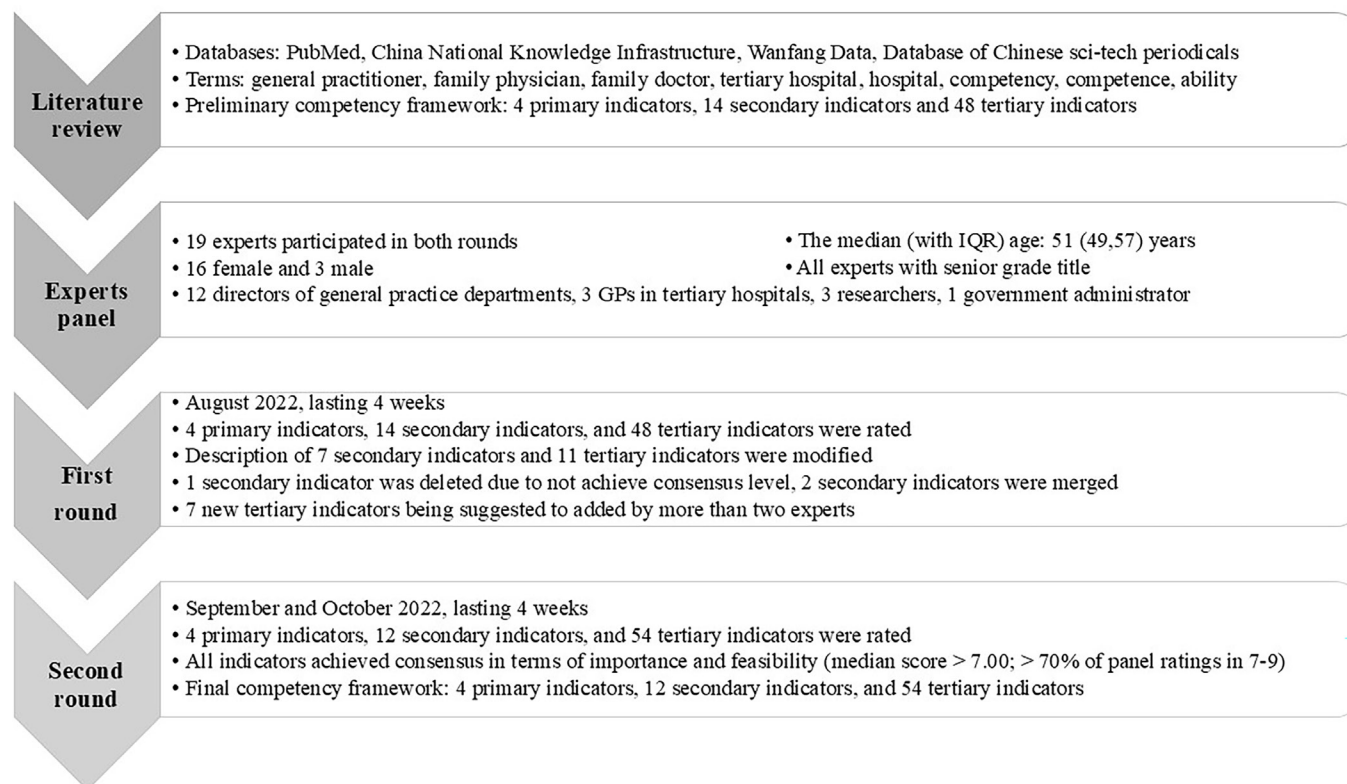 Literature
review
• Databases: PubMed, China National Knowledge Infrastructure, Wanfang Data, Database of Chinese sci-tech periodicals
• Terms: general practitioner, family physician, family doctor, tertiary hospital, hospital, competency, competence, ability
• Preliminary competency framework: 4 primary indicators, 14 secondary indicators and 48 tertiary indicators
Experts
panel
• 19 experts participated in both rounds
• The median (with IQR) age: 51 (49,57) years
• 16 female and 3 male
• All experts with senior grade title
• 12 directors of general practice departments, 3 GPs in tertiary hospitals, 3 researchers, 1 government administrator
First
round
• August 2022, lasting 4 weeks
• 4 primary indicators, 14 secondary indicators, and 48 tertiary indicators were rated
• Description of 7 secondary indicators and 11 tertiary indicators were modified
• 1 secondary indicator was deleted due to not achieve consensus level, 2 secondary indicators were merged
• 7 new tertiary indicators being suggested to added by more than two experts
Second
round
• September and October 2022, lasting 4 weeks
• 4 primary indicators, 12 secondary indicators, and 54 tertiary indicators were rated
• All indicators achieved consensus in terms of importance and feasibility (median score > 7.00; > 70% of panel ratings in 7-9)
• Final competency framework: 4 primary indicators, 12 secondary indicators, and 54 tertiary indicators